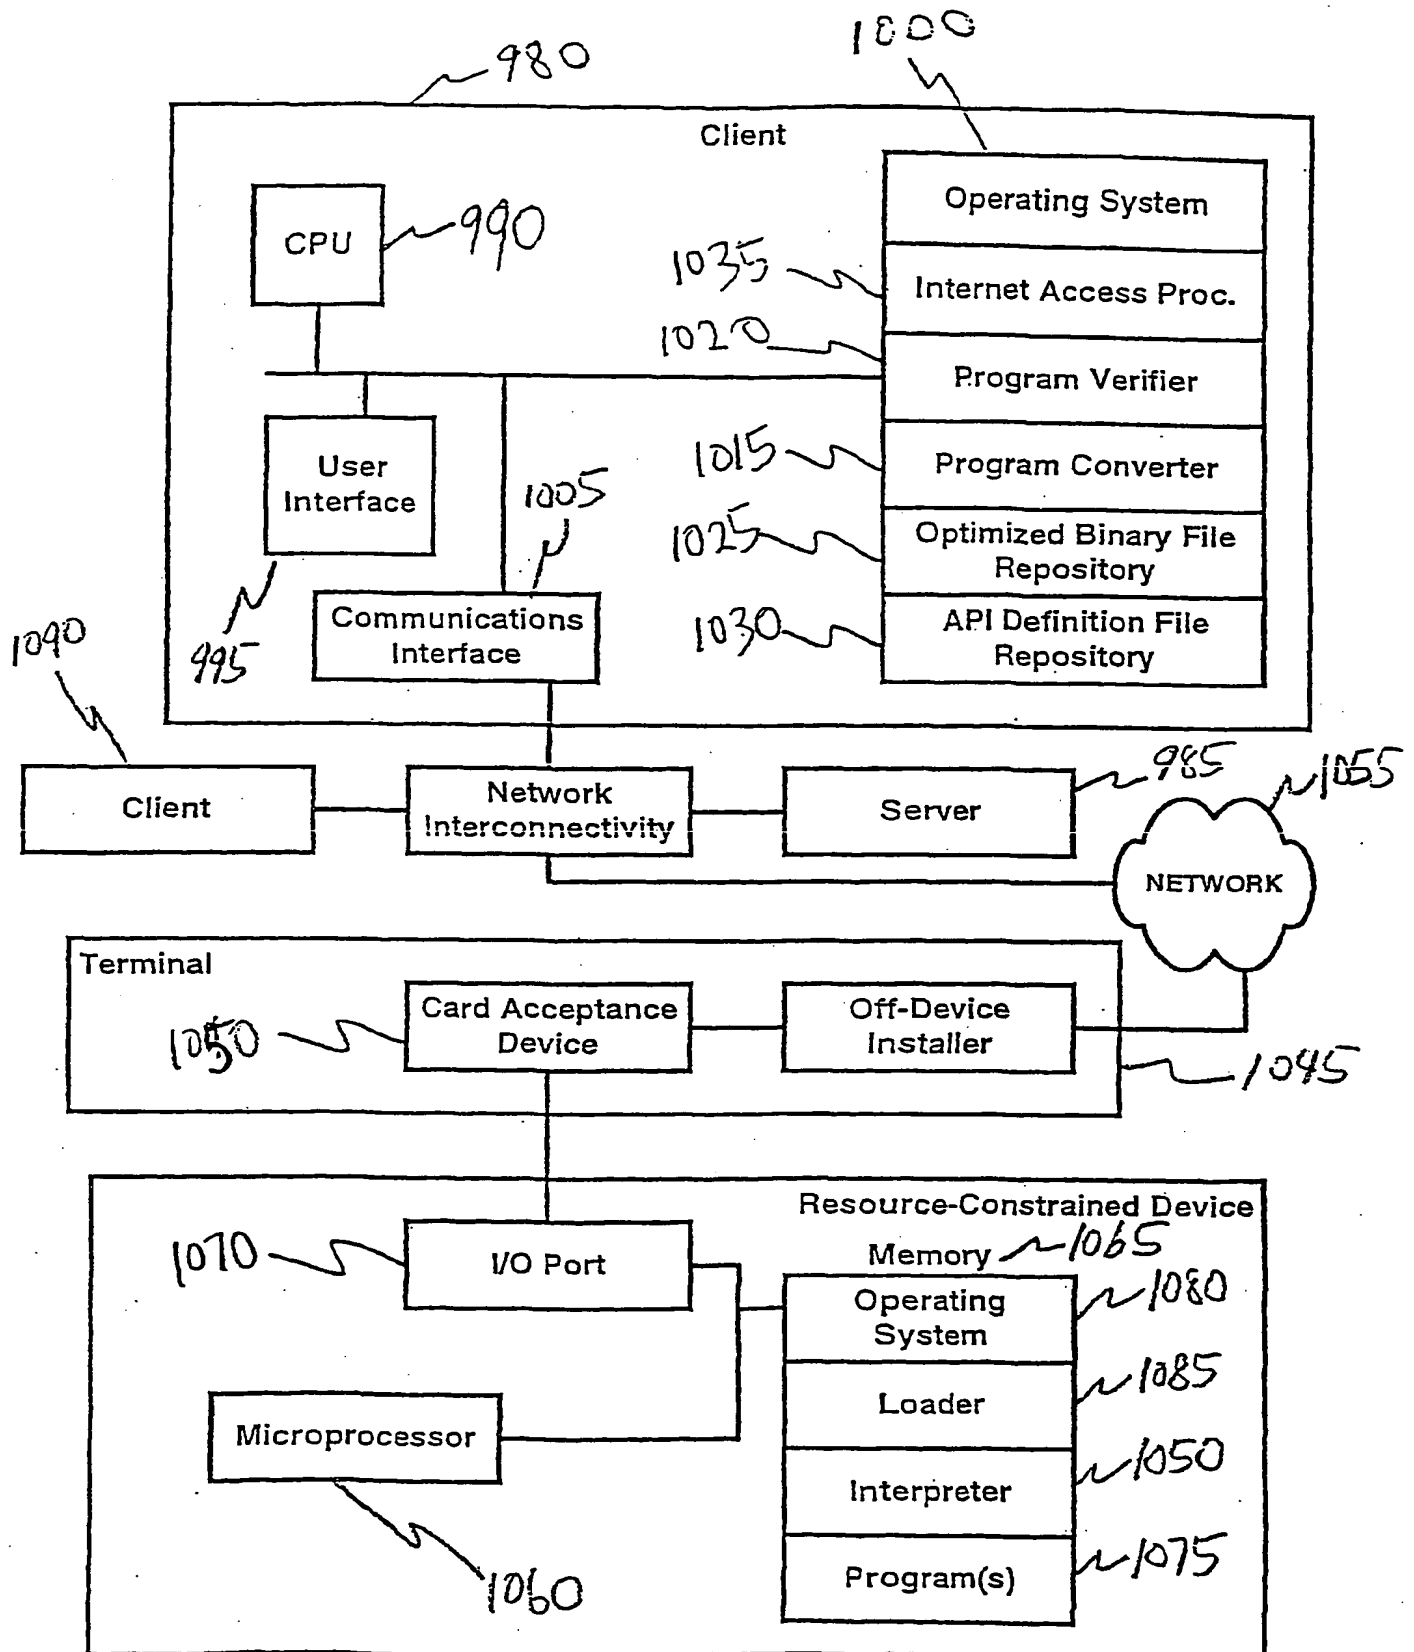 980
1000
Client
Operating System
CPU
990
1035
Internet Access Proc.
1020
Program Verifier
User
Interface
1015
Program Converter
1005
1025
Optimized Binary File
Repository
Communications
Interface
1030
API Definition File
Repository
995
1090
Client
Network
Interconnectivity
Server
985
1055
NETWORK
Terminal
Card Acceptance
Device
Off-Device
Installer
1050
1045
Resource-Constrained Device
1070
I/O Port
Memory
1065
Operating
System
1080
Loader
1085
Microprocessor
Interpreter
1050
1060
Program(s)
1075